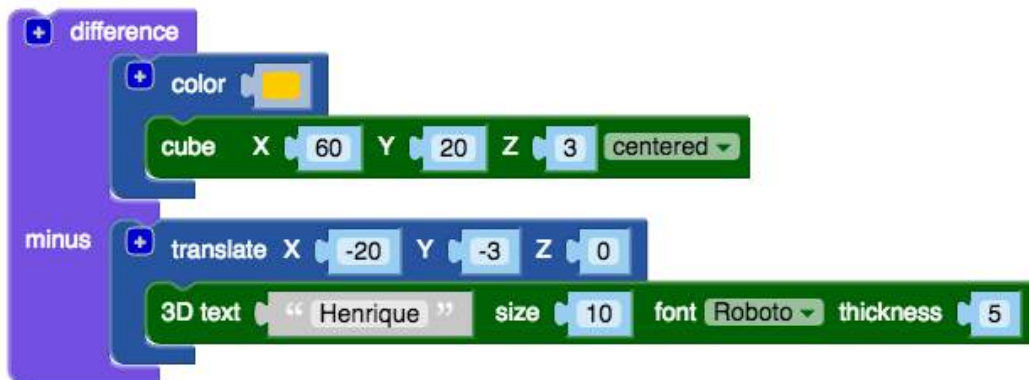 + difference
+ color
cube X 60 Y 20 Z 3 centered
minus + translate X -20 Y -3 Z 0
3D text “ Henrique ” size 10 font Roboto thickness 5